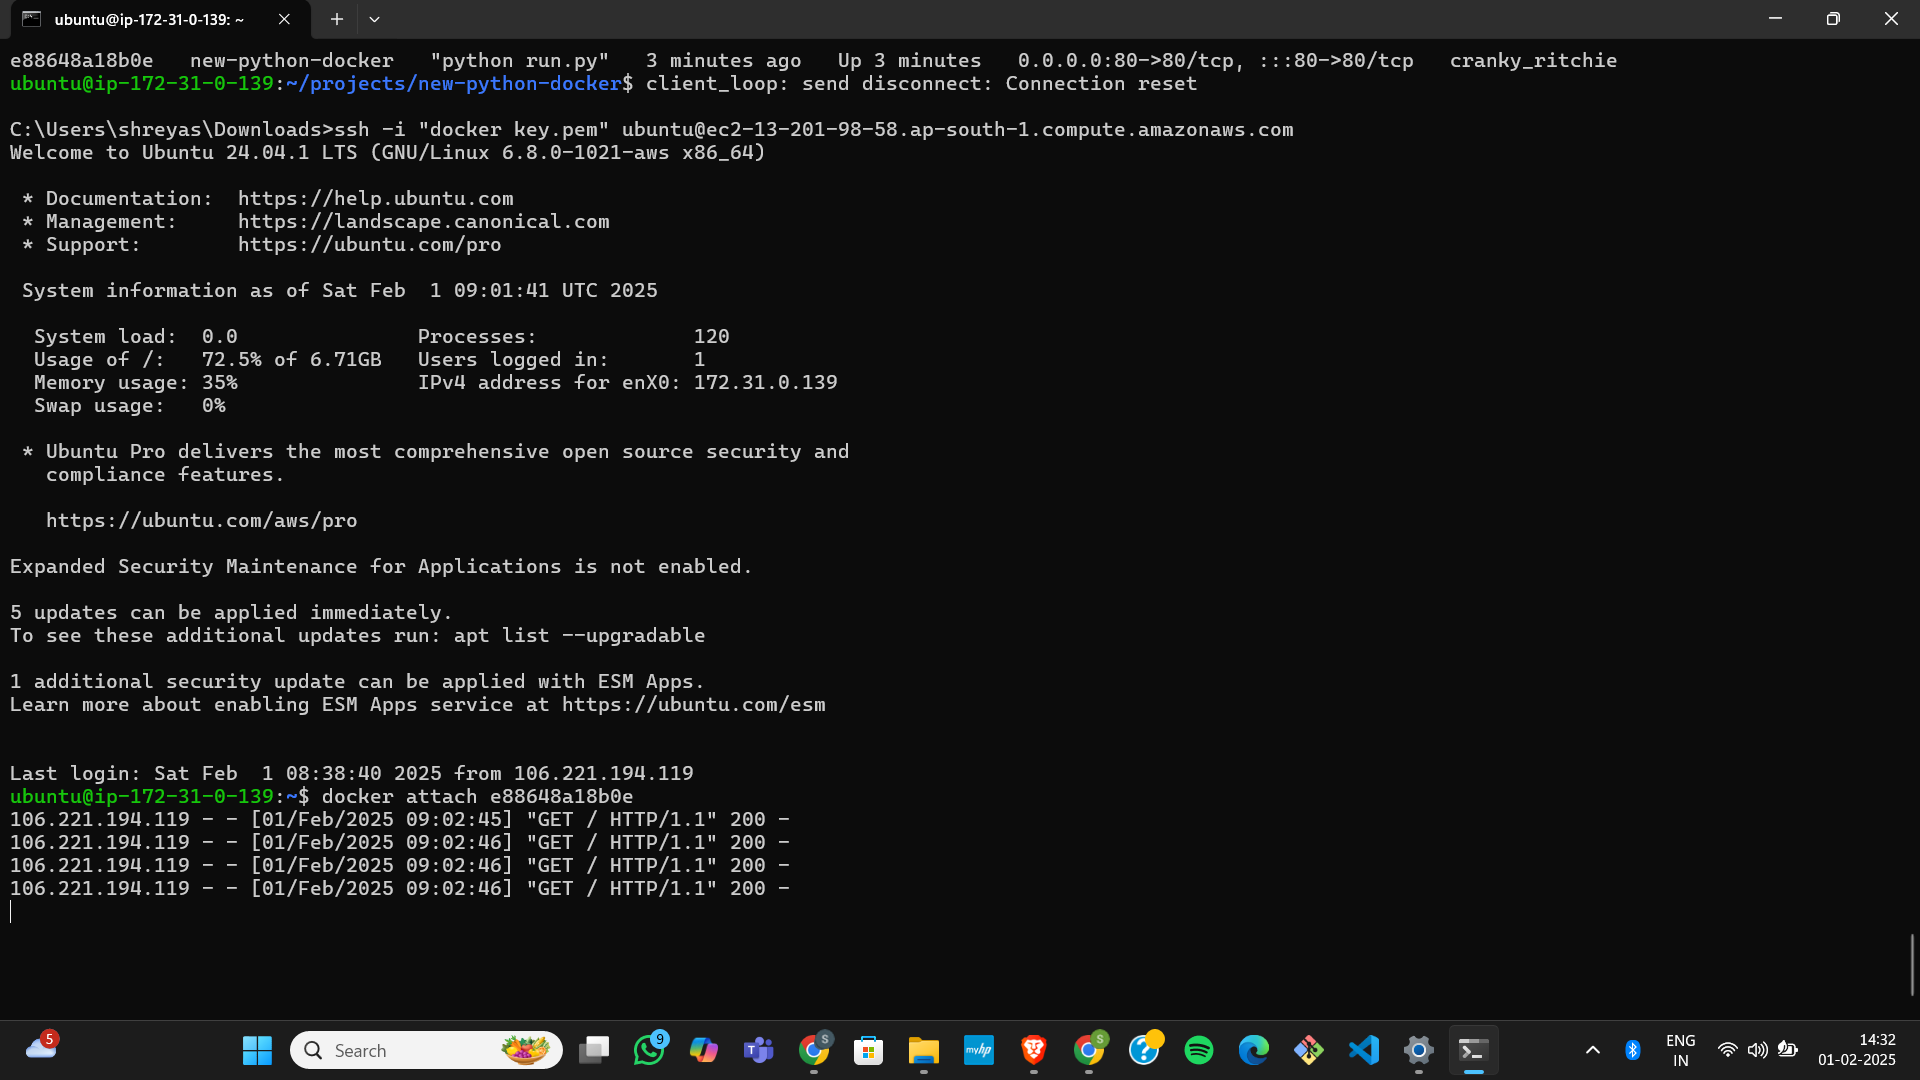 ubuntu@ip-172-31-0-139: ~
e88648a18b0e   new-python-docker   "python run.py"   3 minutes ago   Up 3 minutes   0.0.0.0:80->80/tcp, :::80->80/tcp   cranky_ritchie
ubuntu@ip-172-31-0-139:~/projects/new-python-docker$ client_loop: send disconnect: Connection reset
C:\Users\shreyas\Downloads>ssh -i "docker key.pem" ubuntu@ec2-13-201-98-58.ap-south-1.compute.amazonaws.com
Welcome to Ubuntu 24.04.1 LTS (GNU/Linux 6.8.0-1021-aws x86_64)
* Documentation:  https://help.ubuntu.com
* Management:     https://landscape.canonical.com
* Support:        https://ubuntu.com/pro
System information as of Sat Feb  1 09:01:41 UTC 2025
System load:  0.0               Processes:             120
Usage of /:   72.5% of 6.71GB   Users logged in:       1
Memory usage: 35%               IPv4 address for enX0: 172.31.0.139
Swap usage:   0%
* Ubuntu Pro delivers the most comprehensive open source security and
compliance features.
https://ubuntu.com/aws/pro
Expanded Security Maintenance for Applications is not enabled.
5 updates can be applied immediately.
To see these additional updates run: apt list --upgradable
1 additional security update can be applied with ESM Apps.
Learn more about enabling ESM Apps service at https://ubuntu.com/esm
Last login: Sat Feb  1 08:38:40 2025 from 106.221.194.119
ubuntu@ip-172-31-0-139:~$ docker attach e88648a18b0e
106.221.194.119 - - [01/Feb/2025 09:02:45] "GET / HTTP/1.1" 200 -
106.221.194.119 - - [01/Feb/2025 09:02:46] "GET / HTTP/1.1" 200 -
106.221.194.119 - - [01/Feb/2025 09:02:46] "GET / HTTP/1.1" 200 -
106.221.194.119 - - [01/Feb/2025 09:02:46] "GET / HTTP/1.1" 200 -
5
Search
9
T
S
myhp
S
?
ENG
IN
14:32
01-02-2025